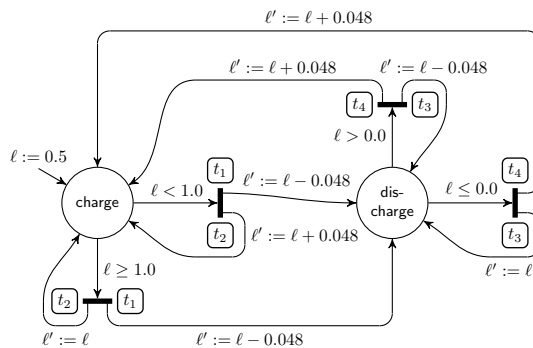 ℓ′ := ℓ + 0.048
ℓ′ := ℓ + 0.048
ℓ′ := ℓ − 0.048
t4
t3
ℓ > 0.0
ℓ := 0.5
t1
ℓ < 1.0
ℓ′ := ℓ − 0.048
charge
dis-
charge
ℓ ≤ 0.0
t4
t2
t3
ℓ′ := ℓ + 0.048
ℓ ≥ 1.0
ℓ′ := ℓ
t2
t1
ℓ′ := ℓ
ℓ′ := ℓ − 0.048